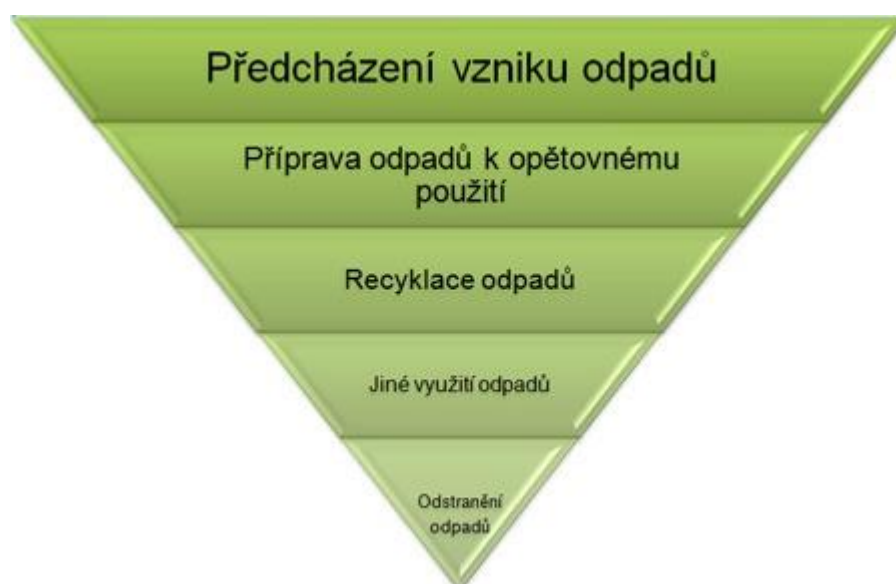 Předcházení vzniku odpadů
Příprava odpadů k opětovnému
použití
Recyklace odpadů
Jiné využití odpadů
Odstranění
odpadů